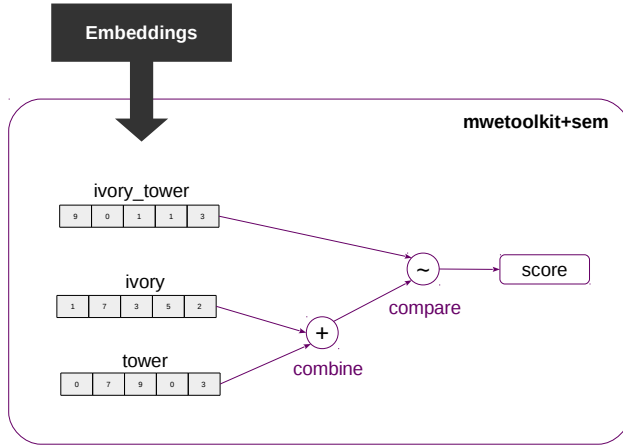 Embeddings
mwetoolkit+sem
ivory_tower
9 0 1 1 3
ivory
1 7 3 5 2
tower
0 7 9 0 3
+
combine
~
compare
score